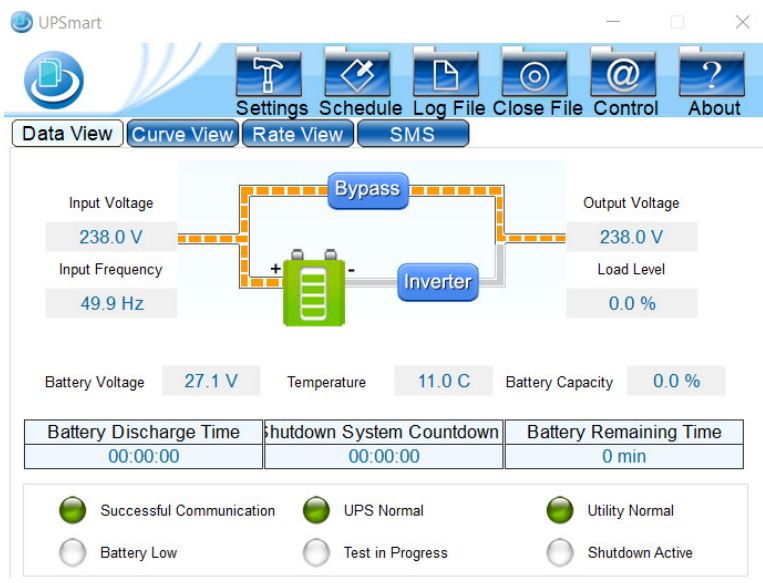 UPSmart
Settings Schedule Log File Close File Control About
Data View Curve View Rate View SMS
Bypass
Input Voltage Output Voltage
238.0 V 238.0 V
Input Frequency + - Inverter Load Level
49.9 Hz 0.0 %
Battery Voltage 27.1 V Temperature 11.0 C Battery Capacity 0.0 %
Battery Discharge Time hutdown System Countdown Battery Remaining Time
00:00:00 00:00:00 0 min
Successful Communication UPS Normal Utility Normal
Battery Low Test in Progress Shutdown Active